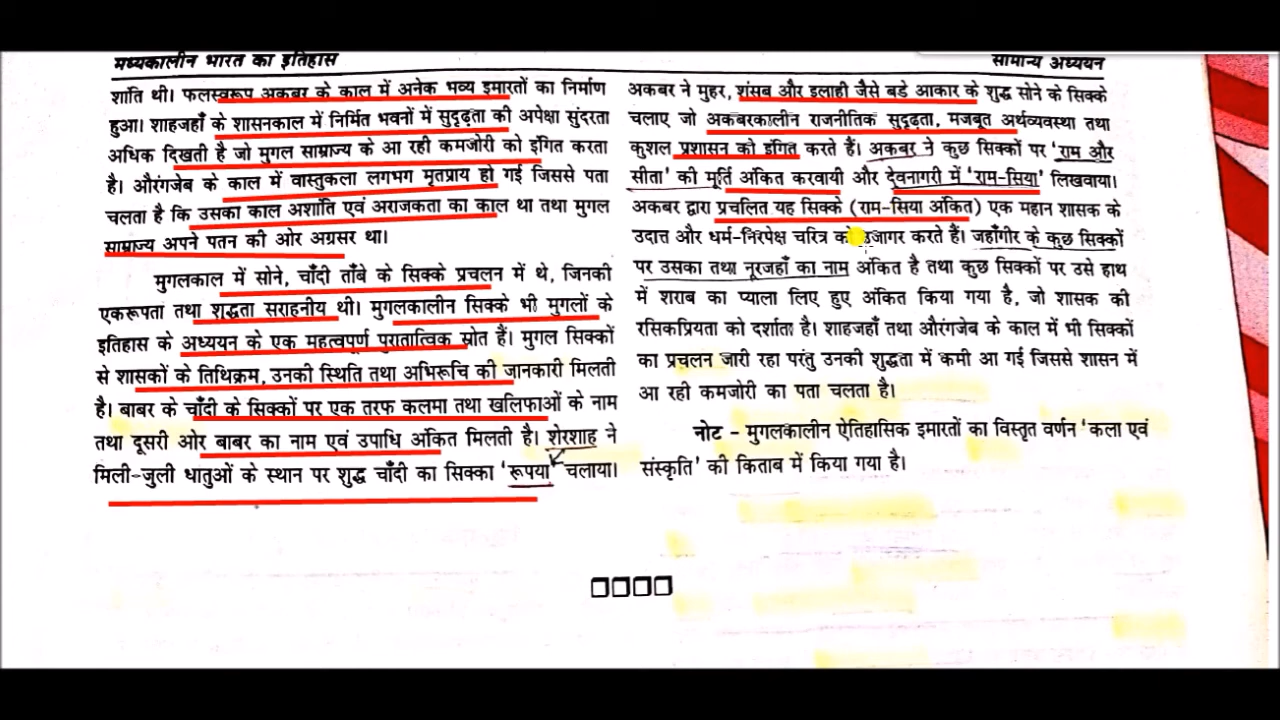 मध्यकालीन भारत का इतिहास
सामान्य अध्ययन
शांति थी। फलस्वरूप अकबर के काल में अनेक भव्य इमारतों का निर्माण
हुआ। शाहजहाँ के शासनकाल में निर्मित भवनों में सुदृढ़ता की अपेक्षा सुंदरता
अधिक दिखती है जो मुगल साम्राज्य के आ रही कमजोरी को इंगित करता
है। औरंगजेब के काल में वास्तुकला लगभग मृतप्राय हो गई जिससे पता
चलता है कि उसका काल अशांति एवं अराजकता का काल था तथा मुगल
साम्राज्य अपने पतन की ओर अग्रसर था।
मुगलकाल में सोने, चाँदी ताँबे के सिक्के प्रचलन में थे, जिनकी
एकरूपता तथा शुद्धता सराहनीय थी। मुगलकालीन सिक्के भी मुगलों के
इतिहास के अध्ययन के एक महत्वपूर्ण पुरातात्विक स्रोत हैं। मुगल सिक्कों
से शासकों के तिथिक्रम, उनकी स्थिति तथा अभिरूचि की जानकारी मिलती
है। बाबर के चाँदी के सिक्कों पर एक तरफ कलमा तथा खलिफाओं के नाम
तथा दूसरी ओर बाबर का नाम एवं उपाधि अंकित मिलती है। शेरशाह ने
मिली-जुली धातुओं के स्थान पर शुद्ध चाँदी का सिक्का 'रूपया' चलाया।
अकबर ने मुहर, शंसब और इलाही जैसे बडे आकार के शुद्ध सोने के सिक्के
चलाए जो अकबरकालीन राजनीतिक सुदृढ़ता, मजबूत अर्थव्यवस्था तथा
कुशल प्रशासन को इंगित करते हैं। अकबर ने कुछ सिक्कों पर 'राम और
सीता' की मूर्ति अंकित करवायी और देवनागरी में 'राम-सिया' लिखवाया।
अकबर द्वारा प्रचलित यह सिक्के (राम-सिया अंकित) एक महान शासक के
उदात्त और धर्म-निरपेक्ष चरित्र को उजागर करते हैं। जहाँगीर के कुछ सिक्कों
पर उसका तथा नूरजहाँ का नाम अंकित है तथा कुछ सिक्कों पर उसे हाथ
में शराब का प्याला लिए हुए अंकित किया गया है, जो शासक की
रसिकप्रियता को दर्शाता है। शाहजहाँ तथा औरंगजेब के काल में भी सिक्कों
का प्रचलन जारी रहा परंतु उनकी शुद्धता में कमी आ गई जिससे शासन में
आ रही कमजोरी का पता चलता है।
नोट - मुगलकालीन ऐतिहासिक इमारतों का विस्तृत वर्णन 'कला एवं
संस्कृति' की किताब में किया गया है।